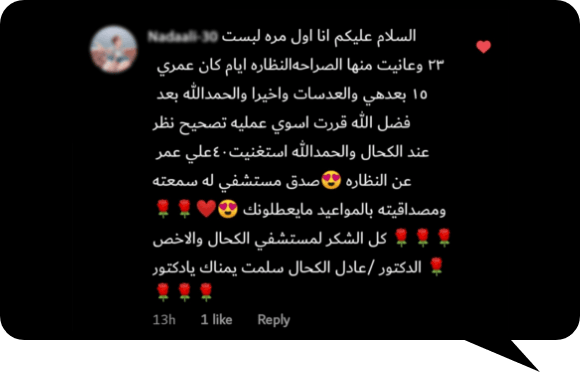 السلام عليكم انا اول مره لبست
٢٣ وعانيت منها الصراحهالنظاره ايام كان عمري
١٥ بعدهي والعدسات واخيرا والحمدالله بعد
فضل الله قررت اسوي عمليه تصحيح نظر
عند الكحال والحمدالله استغنيت٤٠علي عمر
عن النظاره 😍صدق مستشفي له سمعته
ومصداقيته بالمواعيد مايعطلونك 😍❤️🌹🌹
🌹🌹🌹 كل الشكر لمستشفي الكحال والاخص
🌹 الدكتور /عادل الكحال سلمت يمناك يادكتور
🌹🌹🌹
13h 1 like Reply